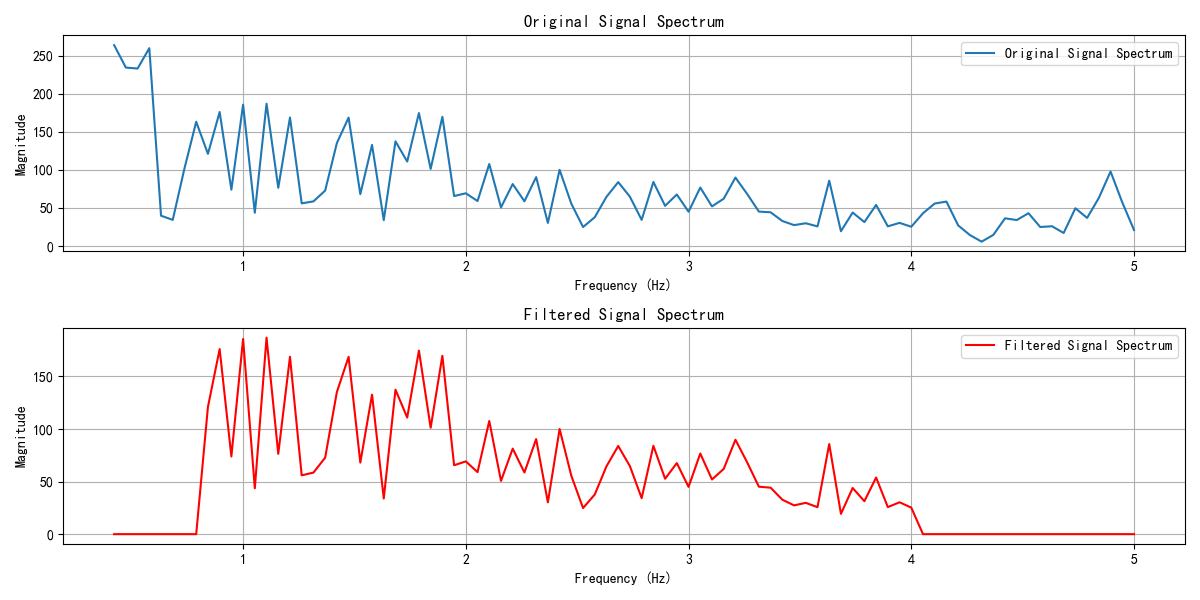 Original Signal Spectrum
250
200
150
100
50
0
Magnitude
Original Signal Spectrum
1 2 3 4 5
Frequency (Hz)
Filtered Signal Spectrum
150
100
50
0
Magnitude
Filtered Signal Spectrum
1 2 3 4 5
Frequency (Hz)